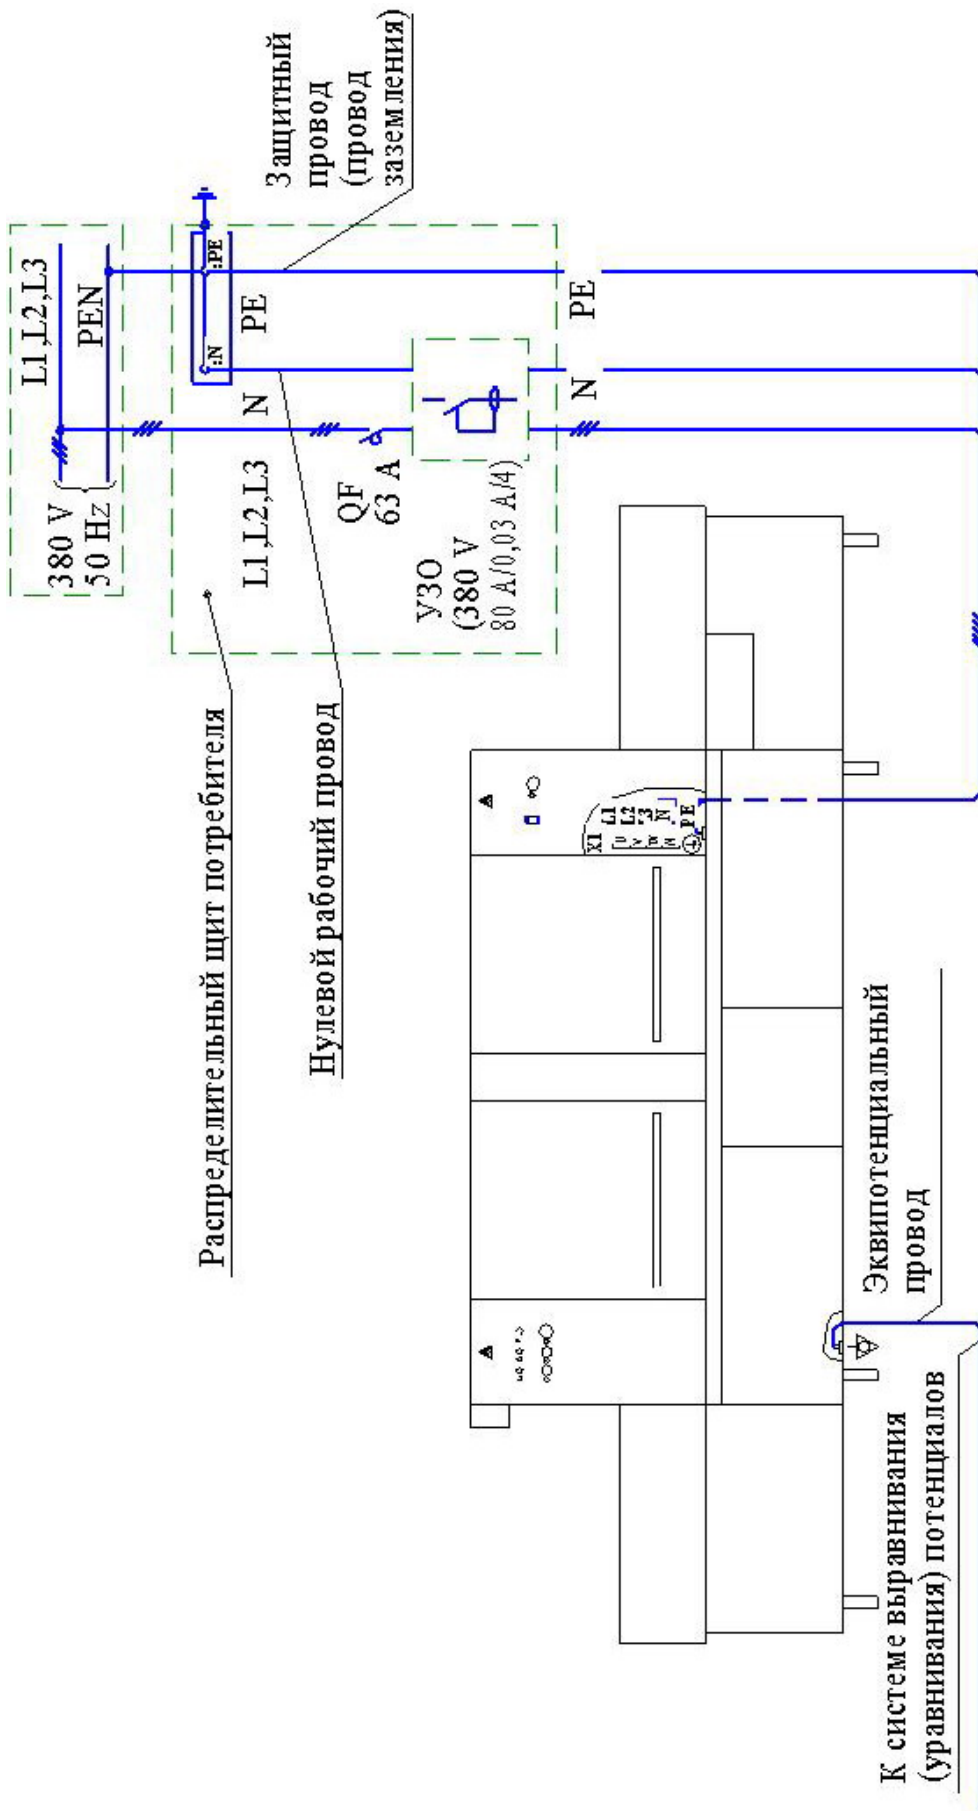 380 V
50 Hz
L1,L2,L3
PEN
Распределительный щит потребителя
L1,L2,L3
N
PE
:N
:PE
Защитный
провод
(провод
заземления)
Нулевой рабочий провод
QF
63 А
УЗО
(380 V
80 А/0,03 А/4)
N
PE
X1
L1
L2
L3
N
PE
Эквипотенциальный
провод
К системе выравнивания
(уравнивания) потенциалов